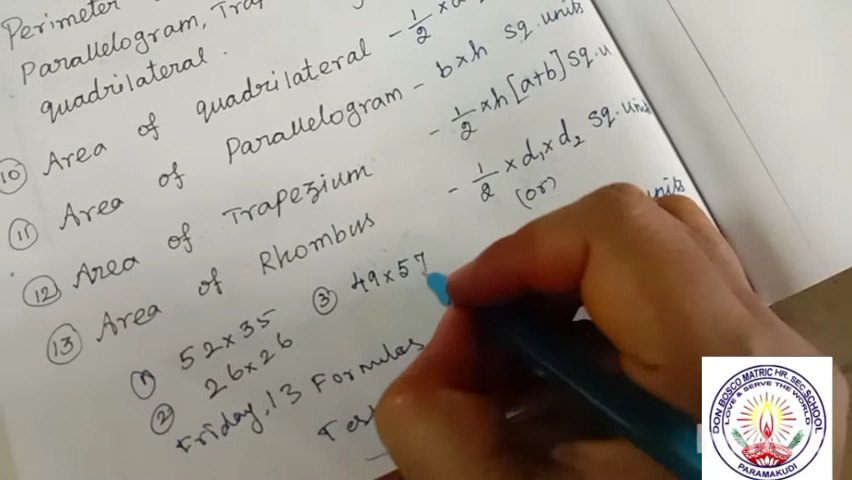 Perimeter
Parallelogram, Trap
quadrilateral.
⑩ Area of quadrilateral - 1/2 ×
⑪ Area of Parallelogram - b×h sq. units
⑫ Area of Trapezium - 1/2 × h[a+b] sq.u
⑬ Area of Rhombus - 1/2 × d₁ × d₂ sq. units
(or)
units
① 52×35
② 26×26
③ 49×57
Friday, 13 Formulas
DON BOSCO MATRIC HR. SEC. SCHOOL
LOVE & SERVE THE WORLD
PARAMAKUDI